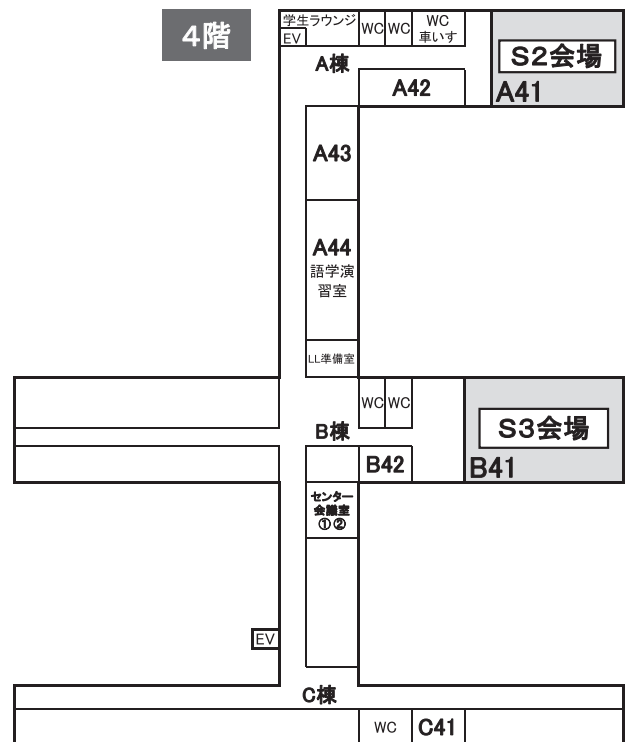 4階
学生ラウンジ
EV
WC
WC
WC
車いす
S2会場
A41
A棟
A42
A43
A44
語学演
習室
LL準備室
WC
WC
S3会場
B棟
B42
B41
センター
会議室
①②
EV
C棟
WC
C41